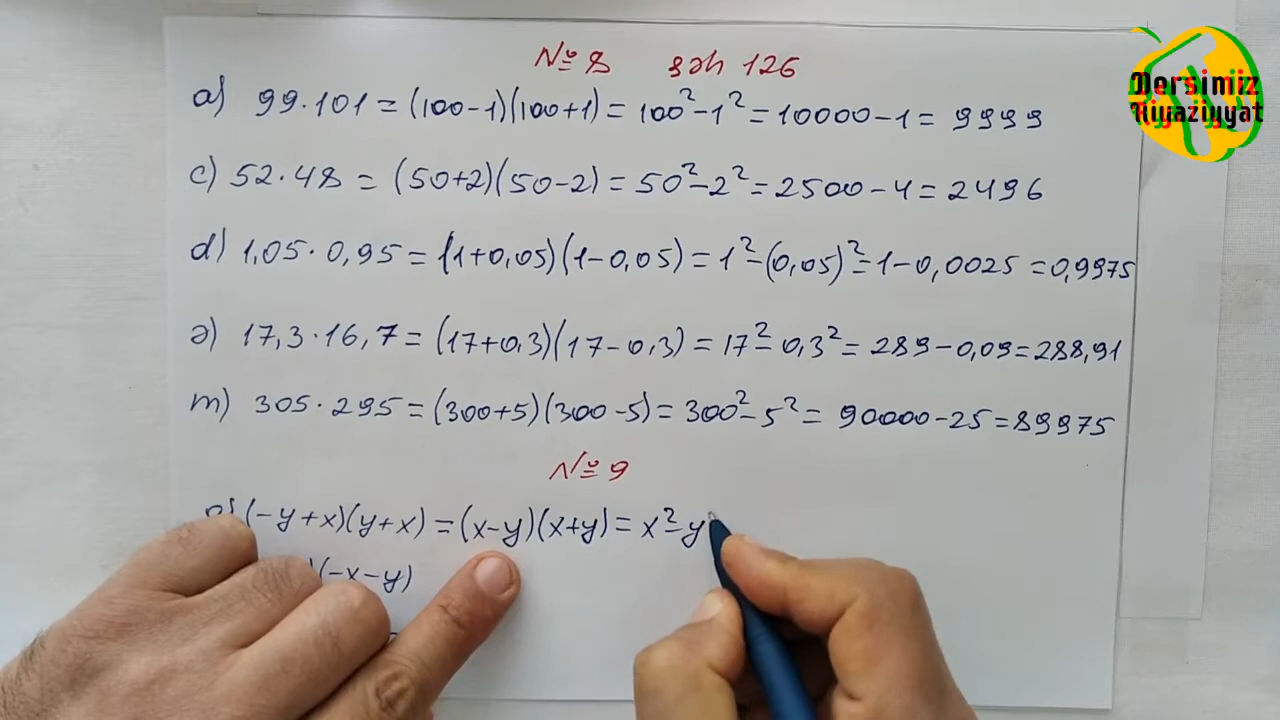 №8 səh 126
Dersimiz
Riyaziyyat
a) 99·101=(100-1)(100+1)=100²-1²=10000-1=9999
c) 52·48=(50+2)(50-2)=50²-2²=2500-4=2496
d) 1,05·0,95=(1+0,05)(1-0,05)=1²-(0,05)²=1-0,0025=0,9975
ə) 17,3·16,7=(17+0,3)(17-0,3)=17²-0,3²=289-0,09=288,91
m) 305·295=(300+5)(300-5)=300²-5²=90000-25=89975
№9
(-y+x)(y+x)=(x-y)(x+y)=x²-y
)(-x-y)